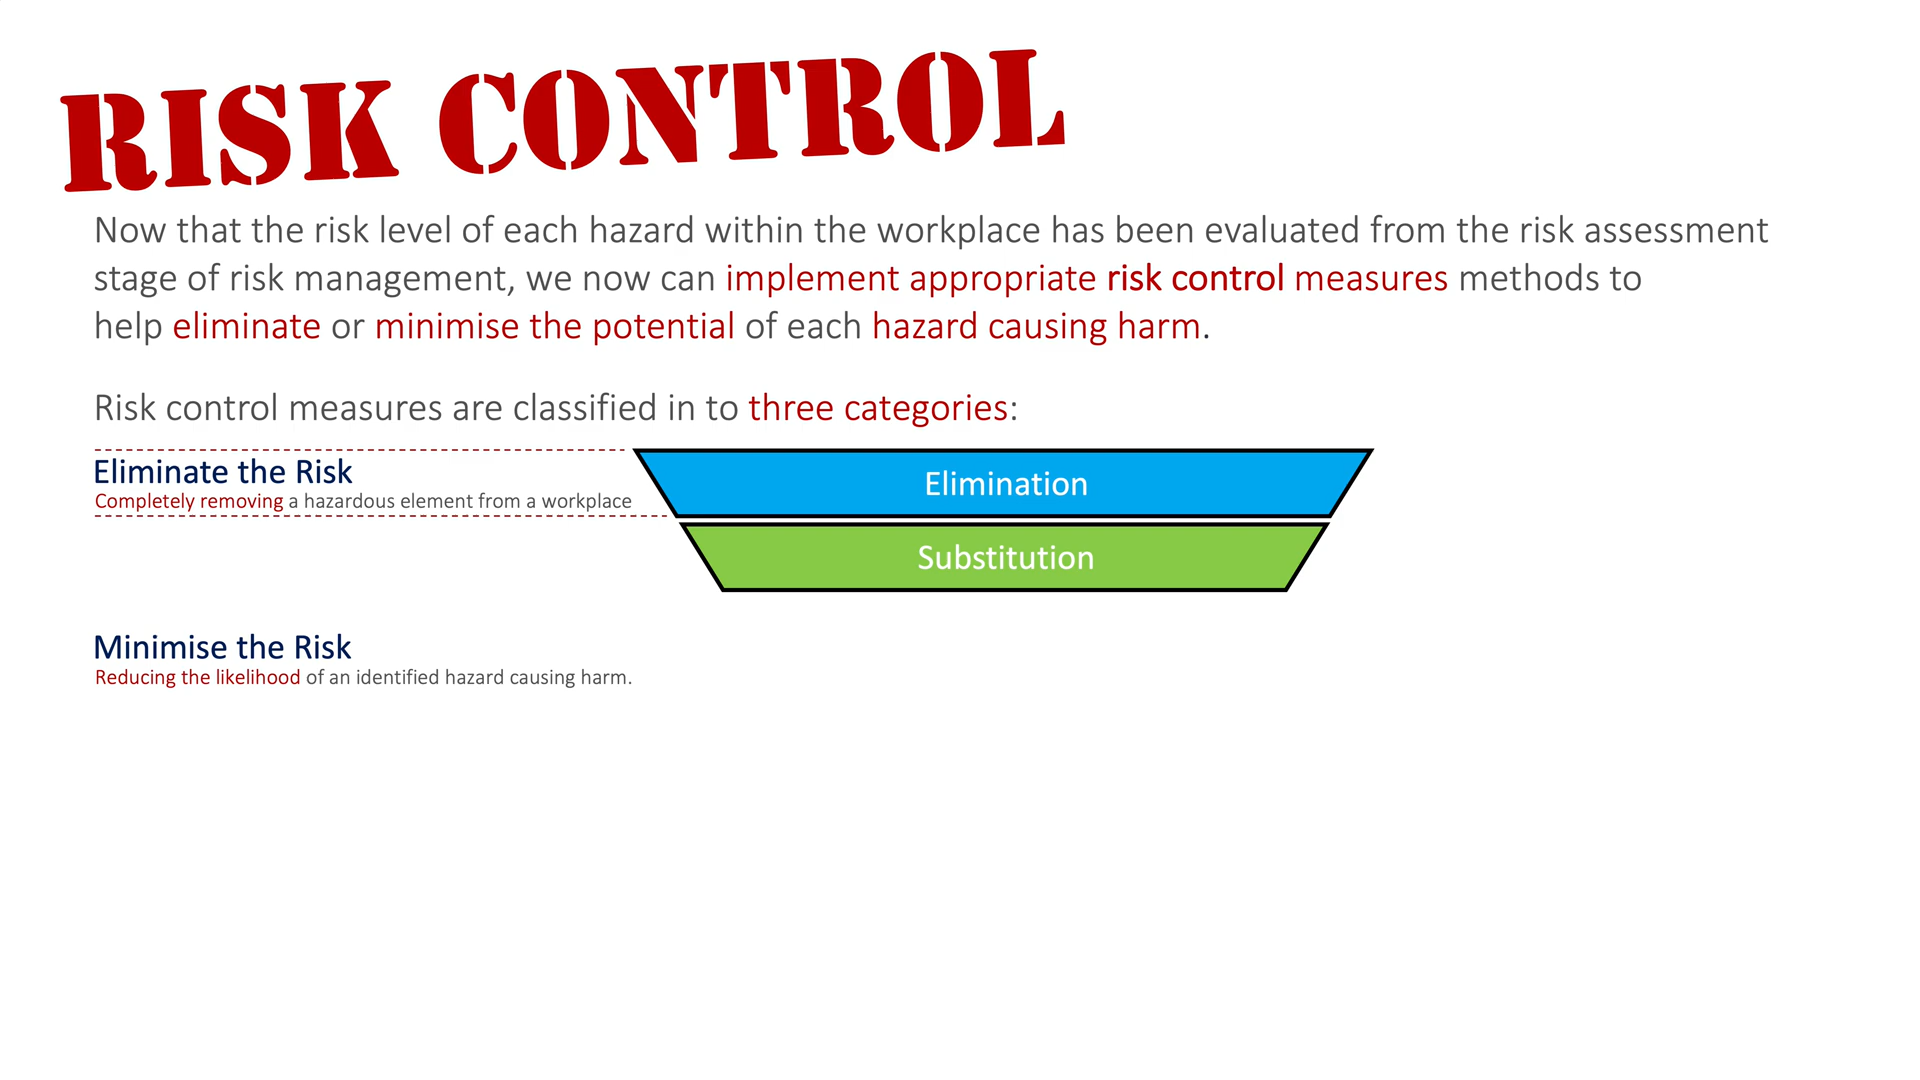 RISK CONTROL
Now that the risk level of each hazard within the workplace has been evaluated from the risk assessment
stage of risk management, we now can implement appropriate risk control measures methods to
help eliminate or minimise the potential of each hazard causing harm.
Risk control measures are classified in to three categories:
Eliminate the Risk
Completely removing a hazardous element from a workplace
Elimination
Substitution
Minimise the Risk
Reducing the likelihood of an identified hazard causing harm.